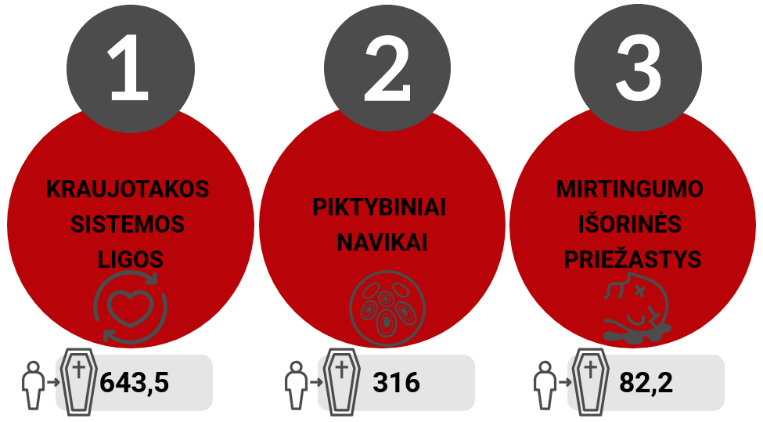 1
KRAUJOTAKOS
SISTEMOS
LIGOS
643,5
2
PIKTYBINIAI
NAVIKAI
316
3
MIRTINGUMO
IŠORINĖS
PRIEŽASTYS
82,2